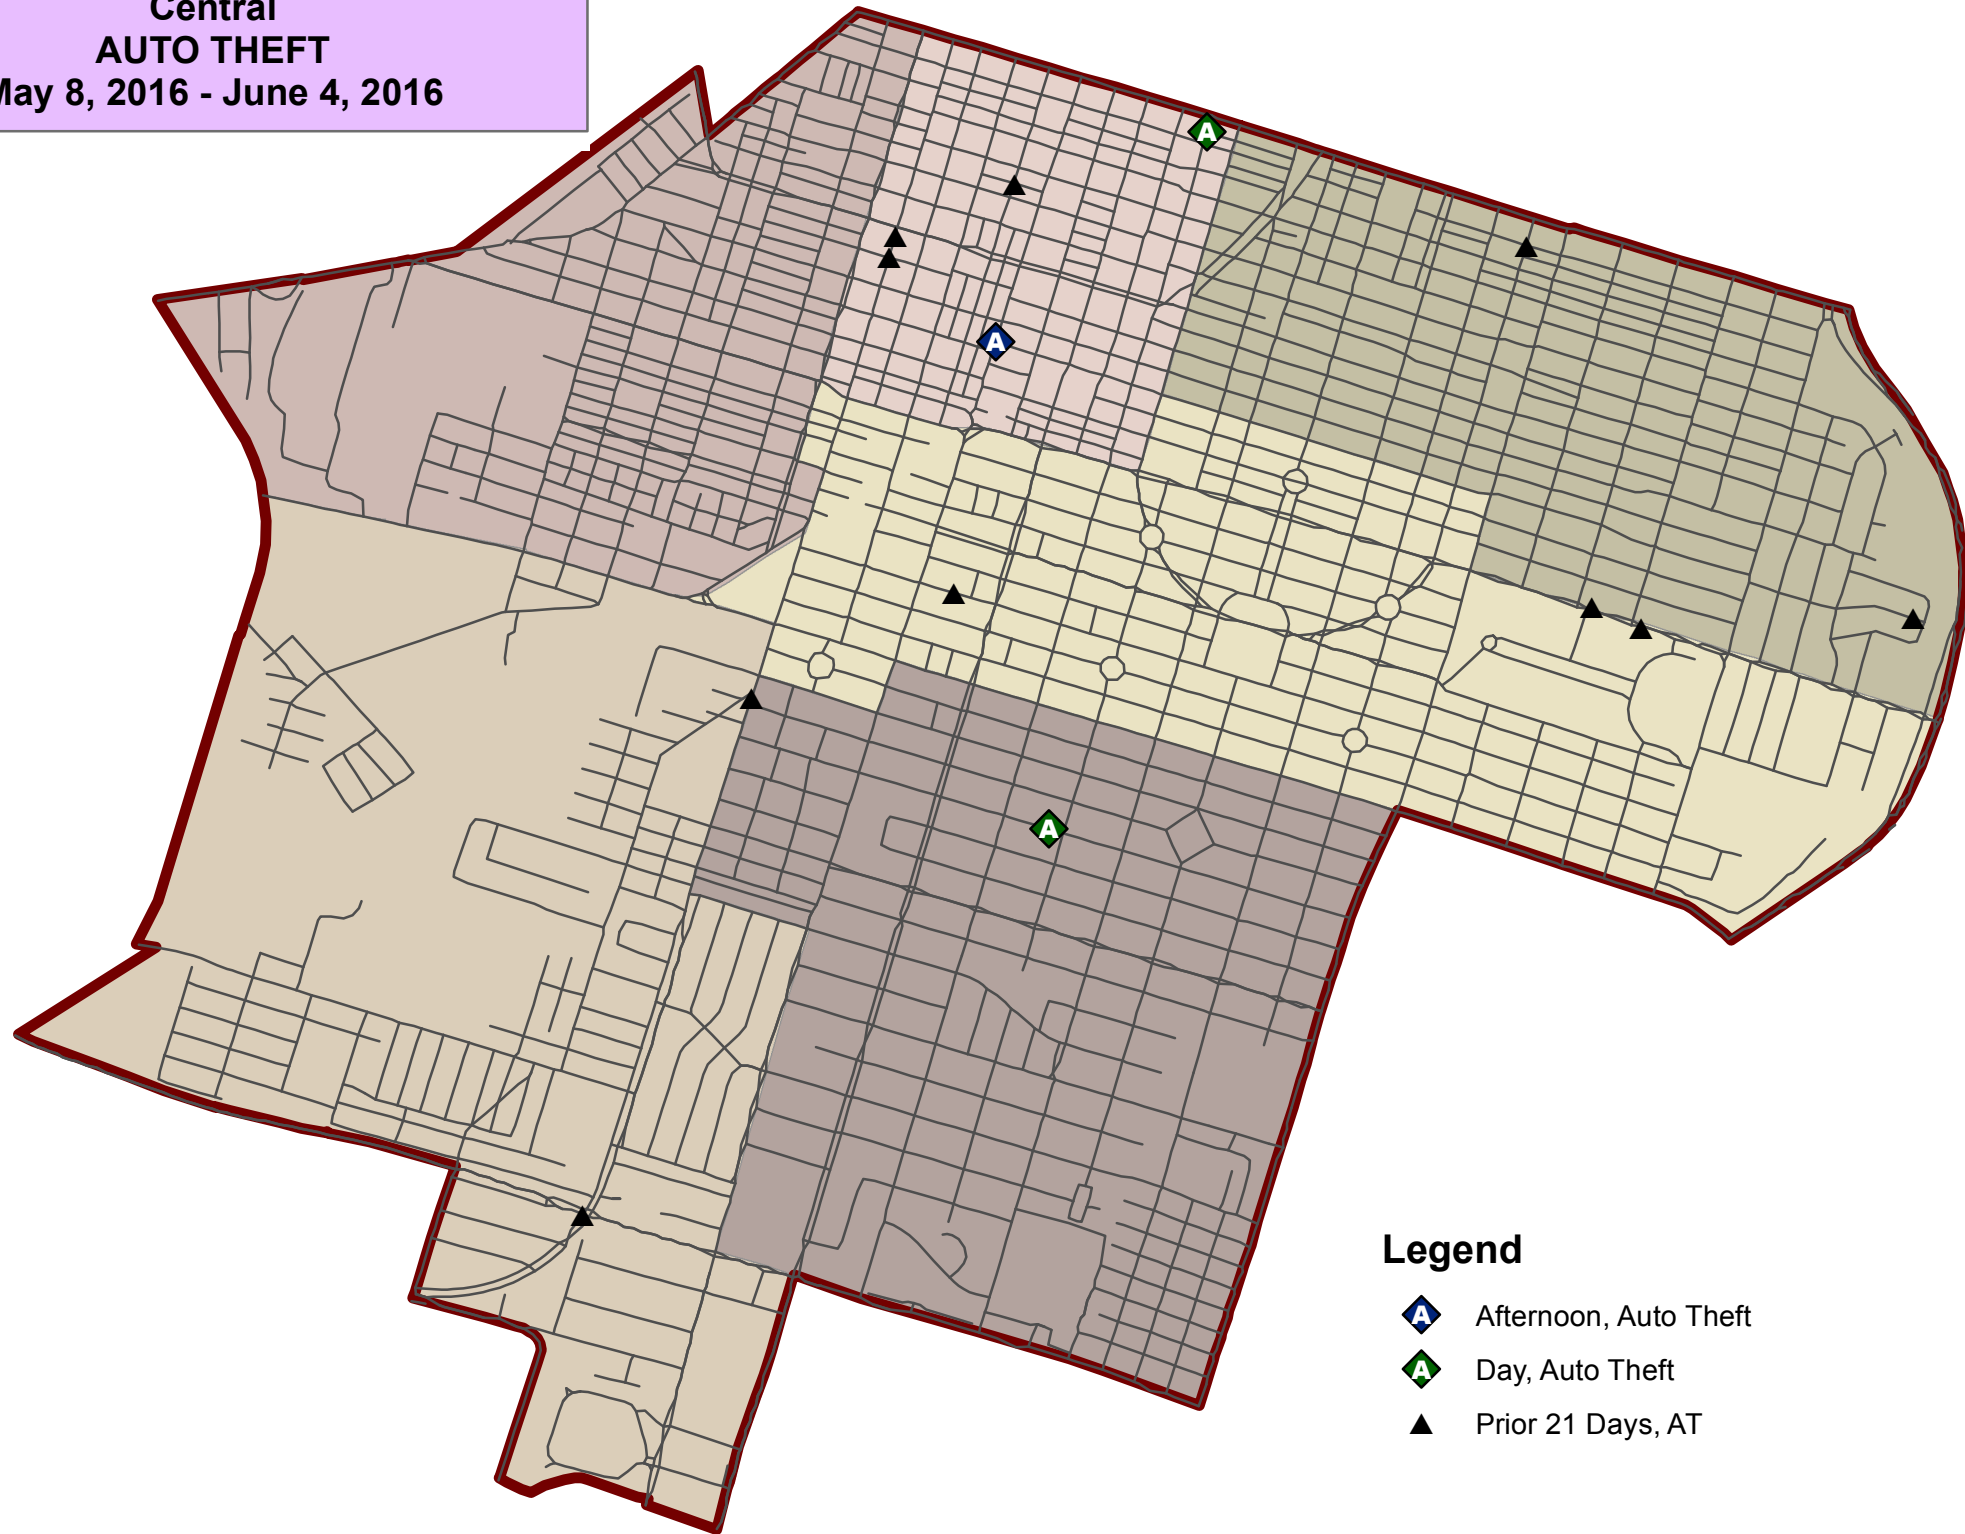 Central
AUTO THEFT
May 8, 2016 - June 4, 2016
A
A
A
Legend
A Afternoon, Auto Theft
A Day, Auto Theft
Prior 21 Days, AT